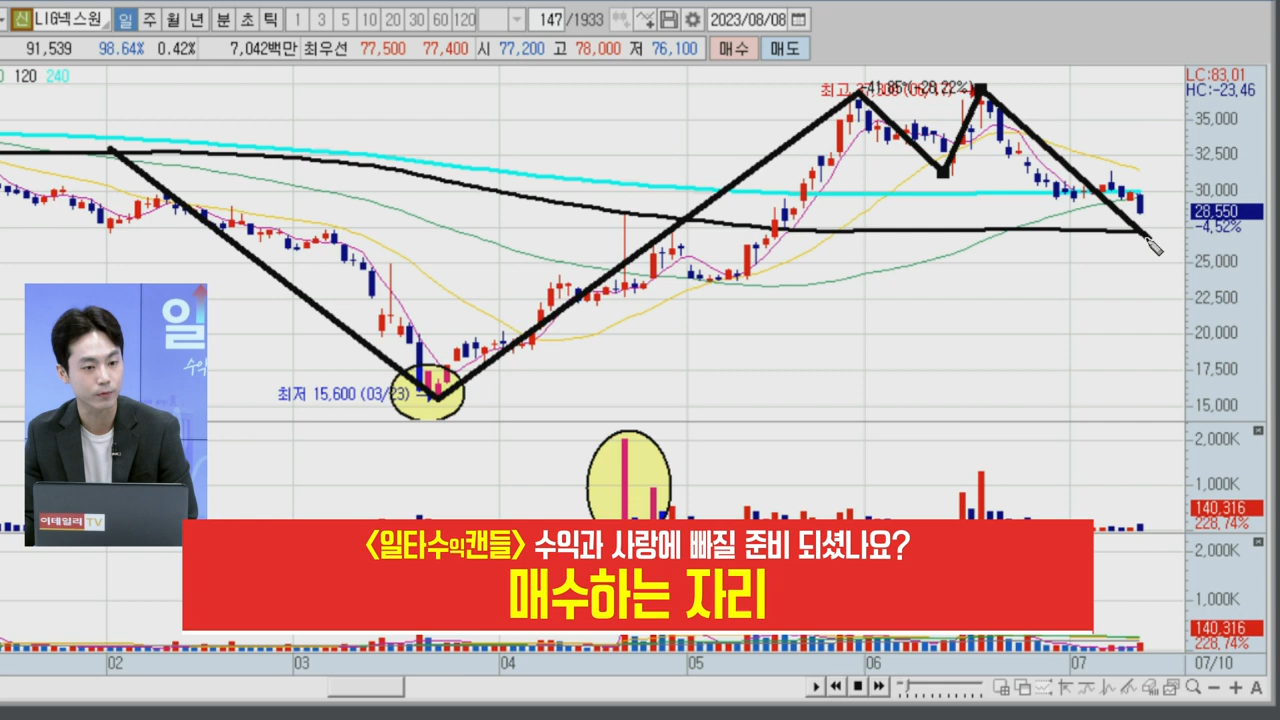 신 LIG넥스원 일 주 월 년 분 초 틱 1 3 5 10 20 30 60 120 147 /1933 2023/08/08
91,539 98.64% 0.42% 7,042백만 최우선 77,500 77,400 시 77,200 고 78,000 저 76,100 매수 매도
120 240
LC:83,01
HC:-23,46
35,000
32,500
30,000
28,550
-4,52%
25,000
22,500
20,000
17,500
15,000
최저 15,600 (03/23)
2,000K
1,000K
140,316
228,74%
2,000K
1,000K
140,316
228,74%
일
수익
이데일리 TV
<일타수익캔들> 수익과 사랑에 빠질 준비 되셨나요?
매수하는 자리
02 03 04 05 06 07 07/10